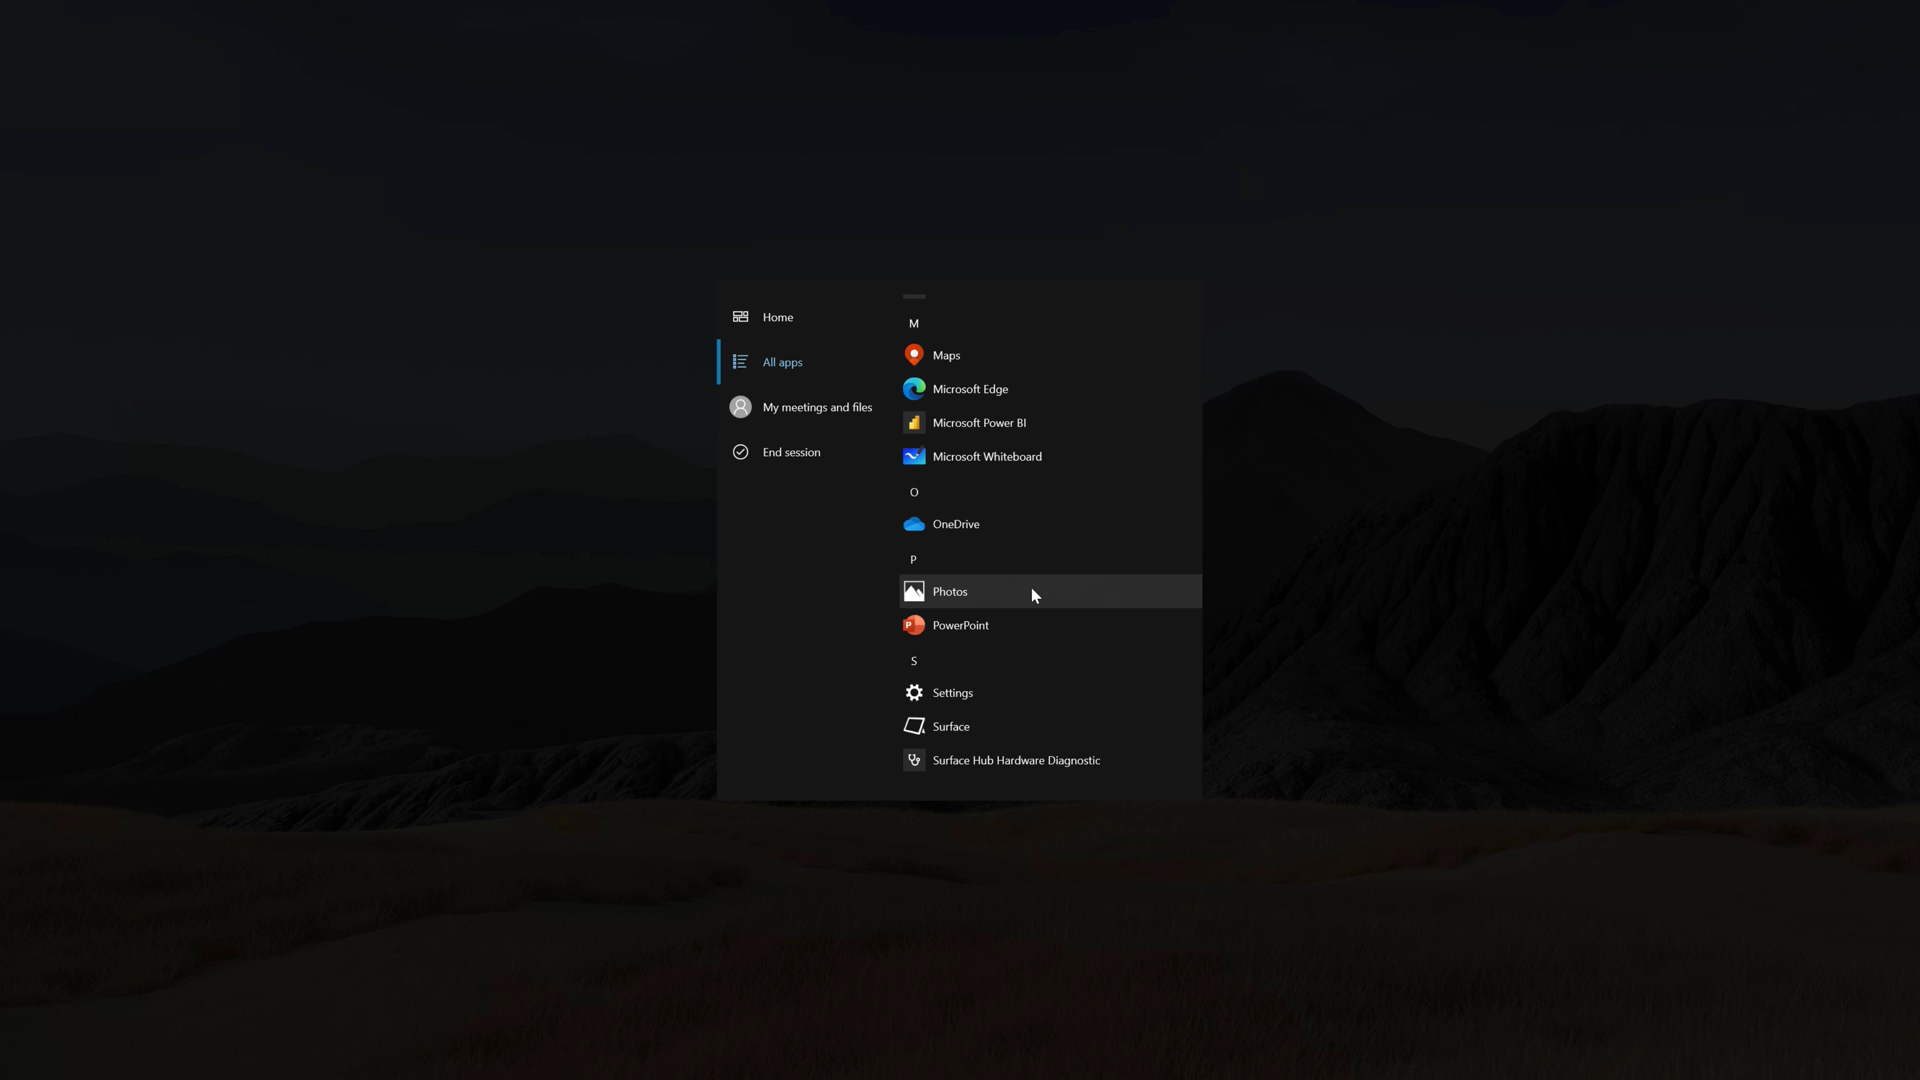 Home
All apps
My meetings and files
End session
M
Maps
Microsoft Edge
Microsoft Power BI
Microsoft Whiteboard
O
OneDrive
P
Photos
P PowerPoint
S
Settings
Surface
Surface Hub Hardware Diagnostic